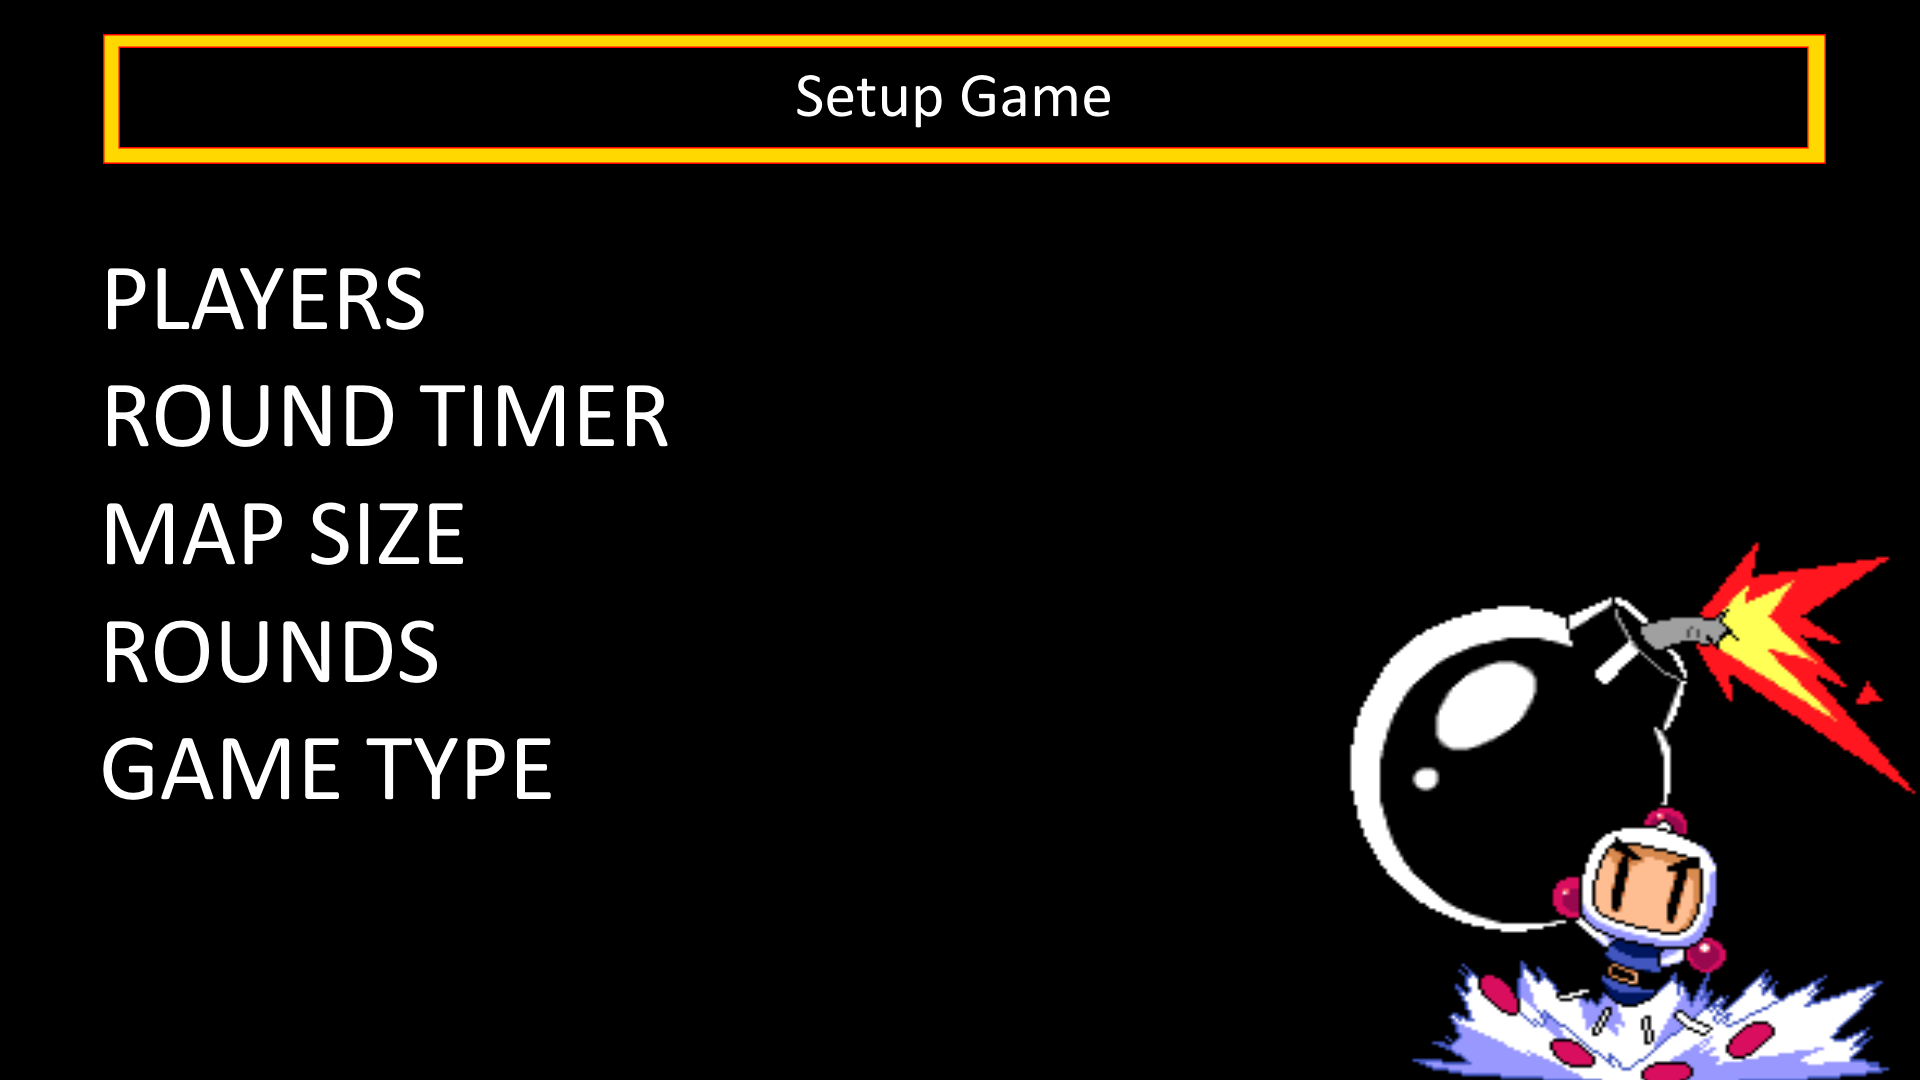 Setup Game
PLAYERS
ROUND TIMER
MAP SIZE
ROUNDS
GAME TYPE